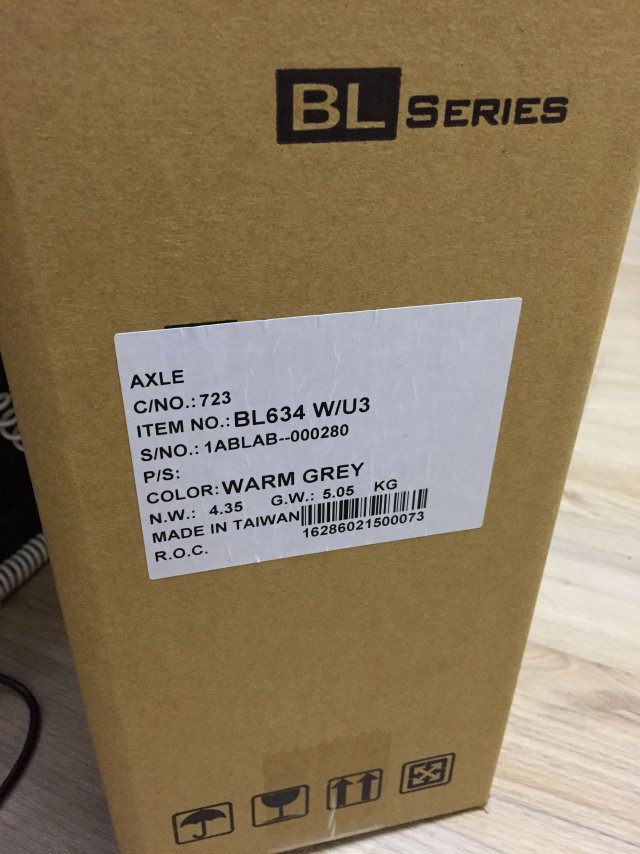 BL SERIES
AXLE
C/NO.: 723
ITEM NO.: BL634 W/U3
S/NO.: 1ABLAB--000280
P/S:
COLOR: WARM GREY
N.W.: 4.35 G.W.: 5.05 KG
MADE IN TAIWAN
R.O.C.
16286021500073